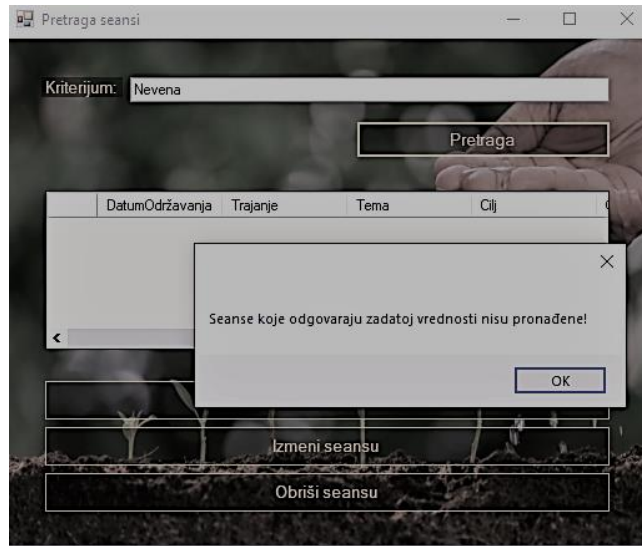 Pretraga seansi
Kriterijum: Nevena
Pretraga
DatumOdržavanja Trajanje Tema Cilj
Seanse koje odgovaraju zadatoj vrednosti nisu pronađene!
OK
Izmeni seansu
Obriši seansu